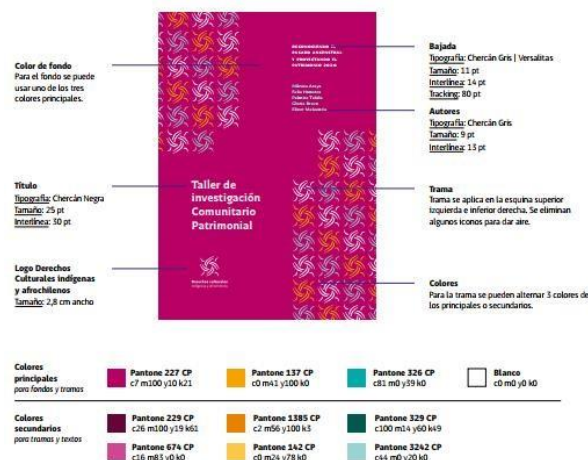 Color de fondo
Para el fondo se puede
usar uno de los tres
colores principales.
Título
Tipografía: Chercán Negra
Tamaño: 25 pt
Interlínea: 30 pt
Logo Derechos
Culturales indígenas
y afrochilenos
Tamaño: 2,8 cm ancho
Taller de
investigación
Comunitario
Patrimonial
Derechos culturales
Bajada
Tipografía: Chercán Gris | Versalitas
Tamaño: 11 pt
Interlínea: 14 pt
Tracking: 80 pt
Autores
Tipografía: Chercán Gris
Tamaño: 9 pt
Interlínea: 13 pt
Trama
Trama se aplica en la esquina superior
izquierda e inferior derecha. Se eliminan
algunos iconos para dar aire.
Colores
Para la trama se pueden alternar 3 colores de
los principales o secundarios.
Colores
principales
para fondos y tramas
Pantone 227 CP
c7 m100 y10 k21
Pantone 137 CP
c0 m41 y100 k0
Pantone 326 CP
c81 m0 y39 k0
Blanco
c0 m0 y0 k0
Colores
secundarios
para tramas y textos
Pantone 229 CP
c26 m100 y19 k61
Pantone 1385 CP
c2 m56 y100 k3
Pantone 329 CP
c100 m14 y60 k49
Pantone 674 CP
c16 m83 y0 k0
Pantone 142 CP
c0 m24 y78 k0
Pantone 3242 CP
c44 m0 y20 k0